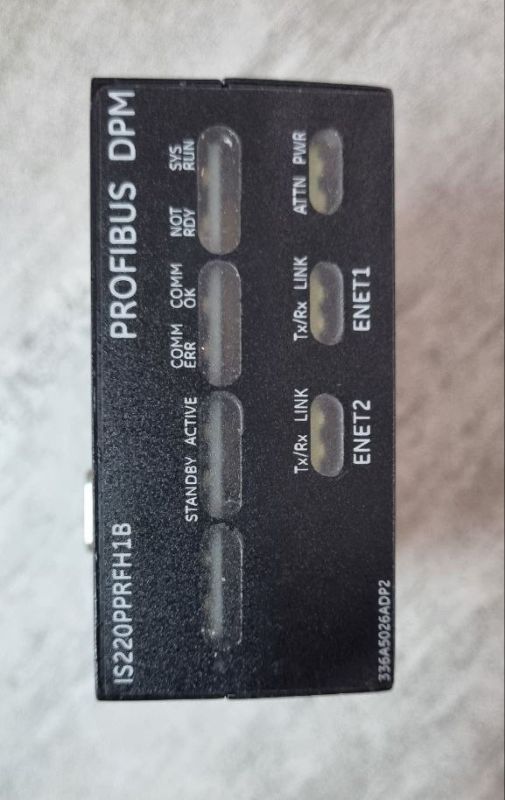 IS220PPRFH1B PROFIBUS DPM
STANDBY ACTIVE
COMM ERR
COMM OK
NOT RDY
SYS RUN
Tx/Rx LINK
ENET2
Tx/Rx LINK
ENET1
ATTN PWR
336A5026ADP2